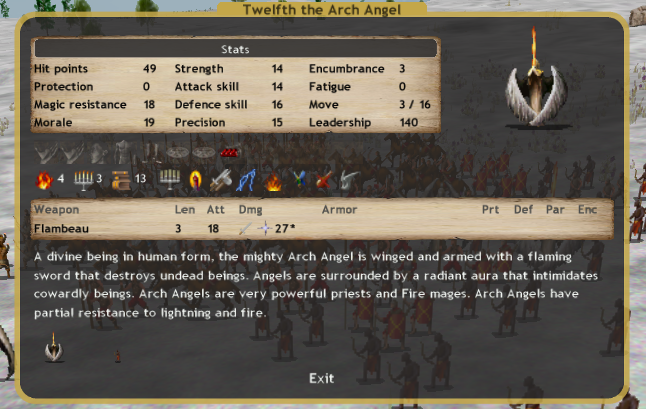 Twelfth the Arch Angel
Stats
Hit points 49 Strength 14 Encumbrance 3
Protection 0 Attack skill 14 Fatigue 0
Magic resistance 18 Defence skill 16 Move 3 / 16
Morale 19 Precision 15 Leadership 140
4 3 13
Weapon Len Att Dmg Armor Prt Def Par Enc
Flambeau 3 18 27*
A divine being in human form, the mighty Arch Angel is winged and armed with a flaming
sword that destroys undead beings. Angels are surrounded by a radiant aura that intimidates
cowardly beings. Arch Angels are very powerful priests and Fire mages. Arch Angels have
partial resistance to lightning and fire.
Exit